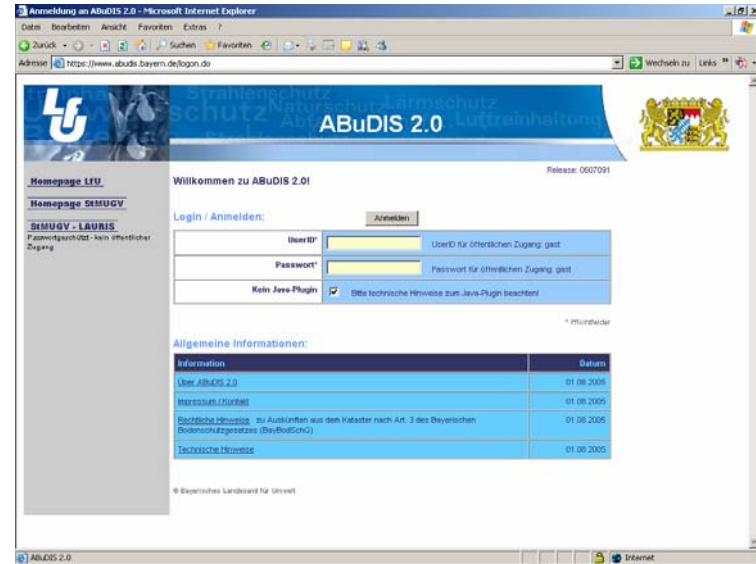 Anmeldung an ABuDIS 2.0 - Microsoft Internet Explorer
Datei Bearbeiten Ansicht Favoriten Extras ?
Zurück Suchen Favoriten
Adresse https://www.abudis.bayern.de/logon.do Wechseln zu Links
Strahlenschutz
schutz Naturschutz Lärmschutz
Luftreinhaltung
LfU
ABuDIS 2.0
Release: 0607091
Homepage LfU
Willkommen zu ABuDIS 2.0!
Homepage StMUGV
StMUGV - LAURIS
Passwortgeschützt - kein öffentlicher
Zugang
Login / Anmelden: Anmelden
UserID* UserID für öffentlichen Zugang: gast
Passwort* Passwort für öffentlichen Zugang: gast
Kein Java-Plugin Bitte technische Hinweise zum Java-Plugin beachten!
* Pflichtfelder
Allgemeine Informationen:
Information Datum
Über ABuDIS 2.0 01.08.2005
Impressum / Kontakt 01.08.2005
Rechtliche Hinweise zu Auskünften aus dem Kataster nach Art. 3 des Bayerischen 01.08.2005
Bodenschutzgesetzes (BayBodSchG)
Technische Hinweise 01.08.2005
© Bayerisches Landesamt für Umwelt
ABuDIS 2.0 Internet